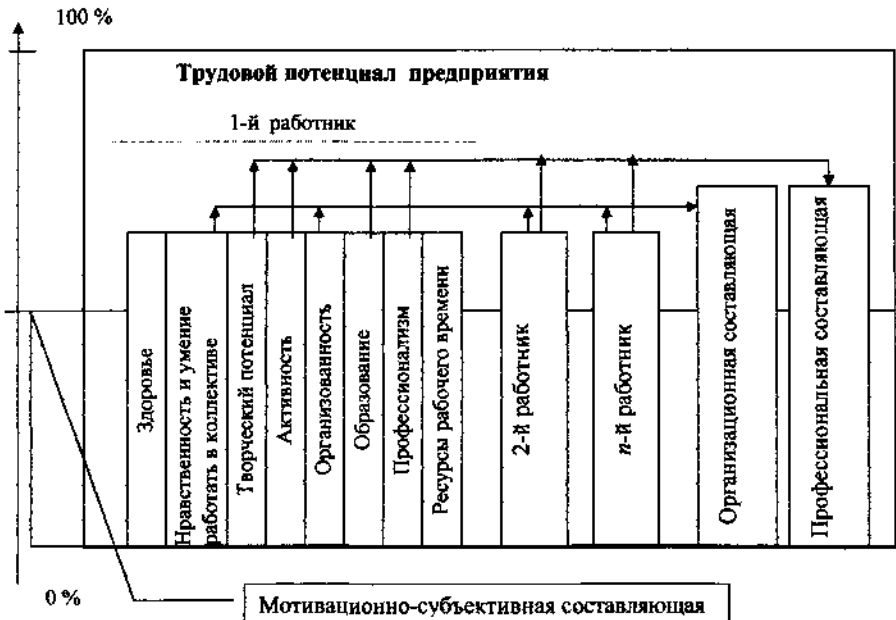 100 %
Трудовой потенциал предприятия
1-й работник
Здоровье
Нравственность и умение
работать в коллективе
Творческий потенциал
Активность
Организованность
Образование
Профессионализм
Ресурсы рабочего времени
2-й работник
n-й работник
Организационная составляющая
Профессиональная составляющая
0 %
Мотивационно-субъективная составляющая